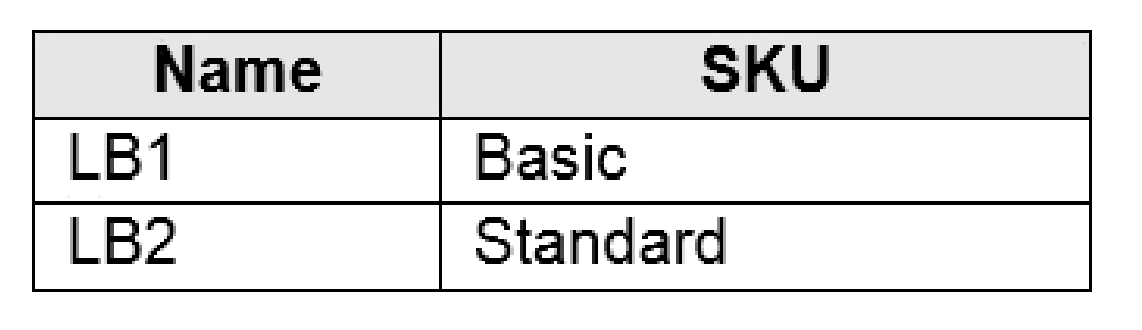 Name SKU
LB1 Basic
LB2 Standard